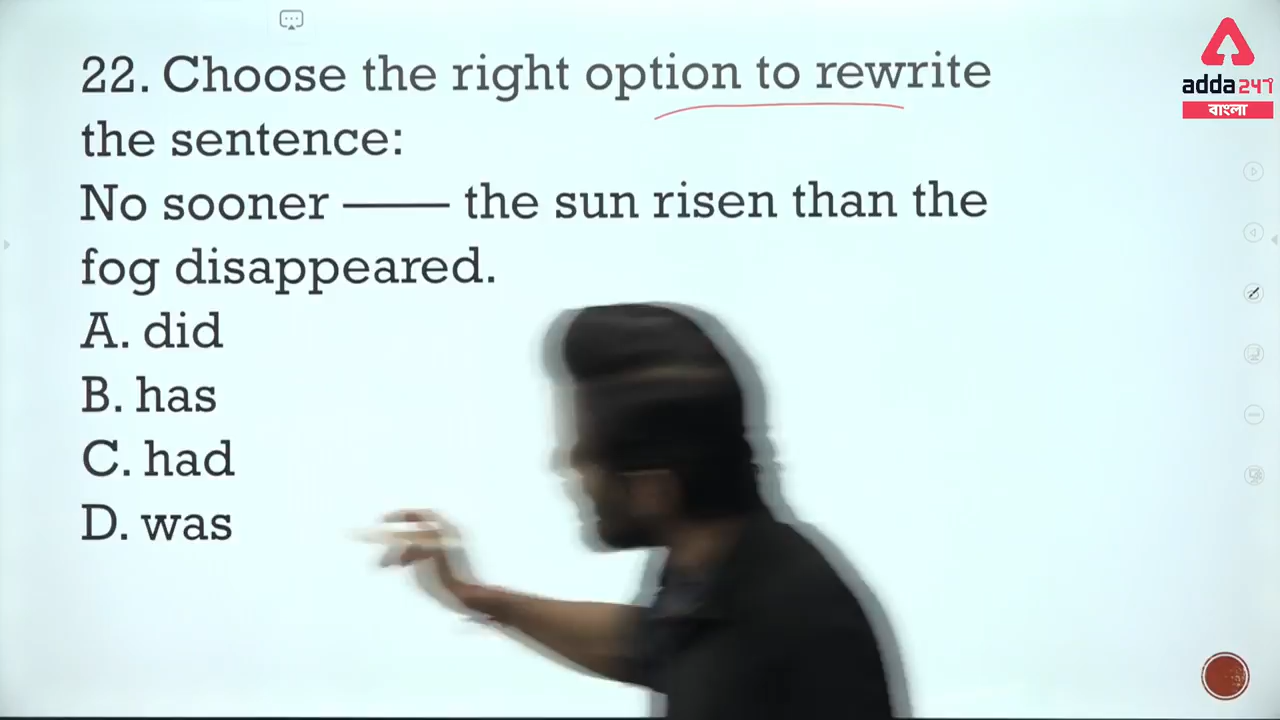 22. Choose the right option to rewrite
the sentence:
No sooner —— the sun risen than the
fog disappeared.
A. did
B. has
C. had
D. was
adda247
বাংলা